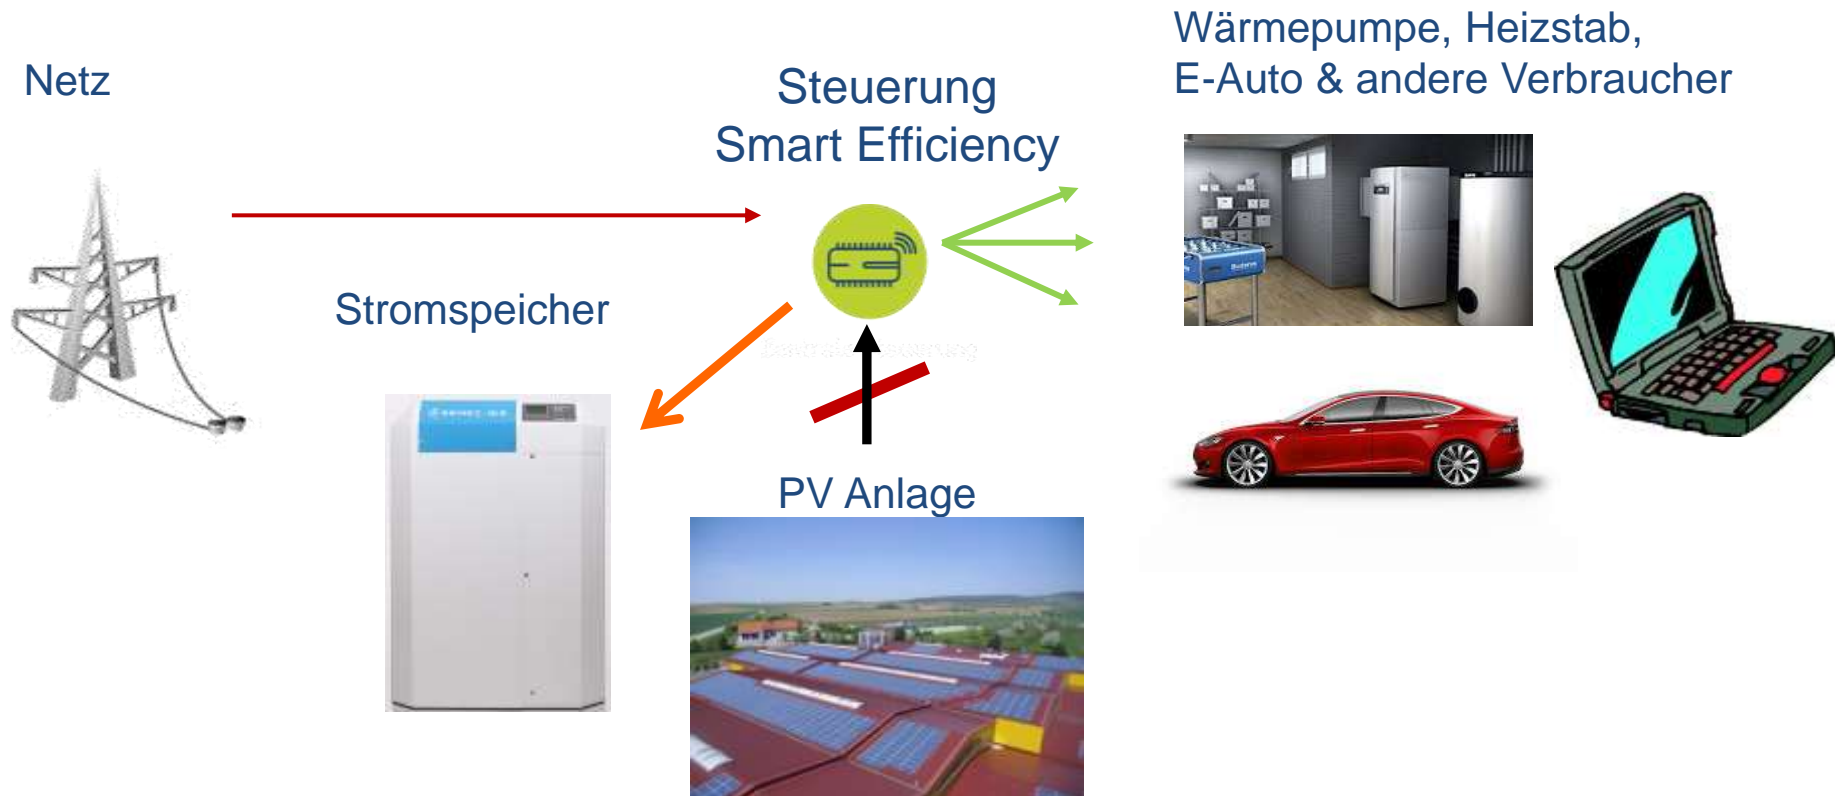 Netz
Steuerung
Smart Efficiency
Wärmepumpe, Heizstab,
E-Auto & andere Verbraucher
Stromspeicher
PV Anlage